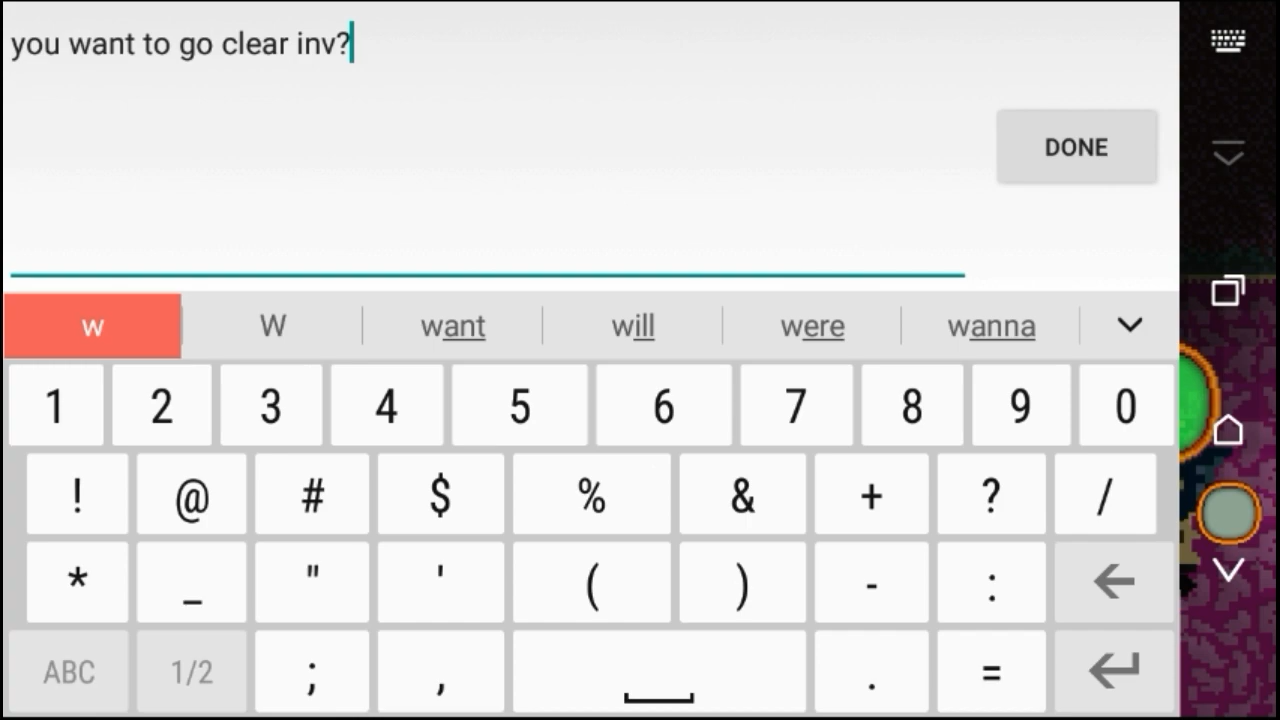 you want to go clear inv?
DONE
w W want will were wanna
1 2 3 4 5 6 7 8 9 0
! @ # $ % & + ? /
* _ " ' ( ) - :
ABC 1/2 ; , . =